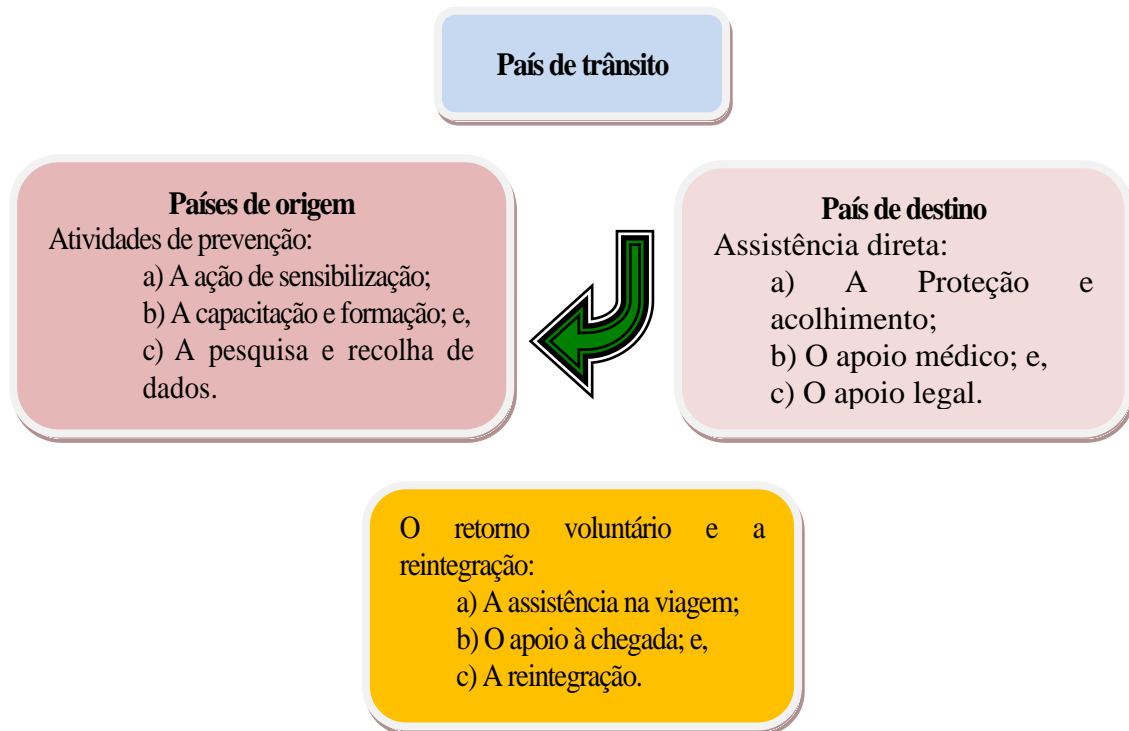 País de trânsito
Países de origem
Atividades de prevenção:
a) A ação de sensibilização;
b) A capacitação e formação; e,
c) A pesquisa e recolha de
dados.
País de destino
Assistência direta:
a) A Proteção e
acolhimento;
b) O apoio médico; e,
c) O apoio legal.
O retorno voluntário e a
reintegração:
a) A assistência na viagem;
b) O apoio à chegada; e,
c) A reintegração.